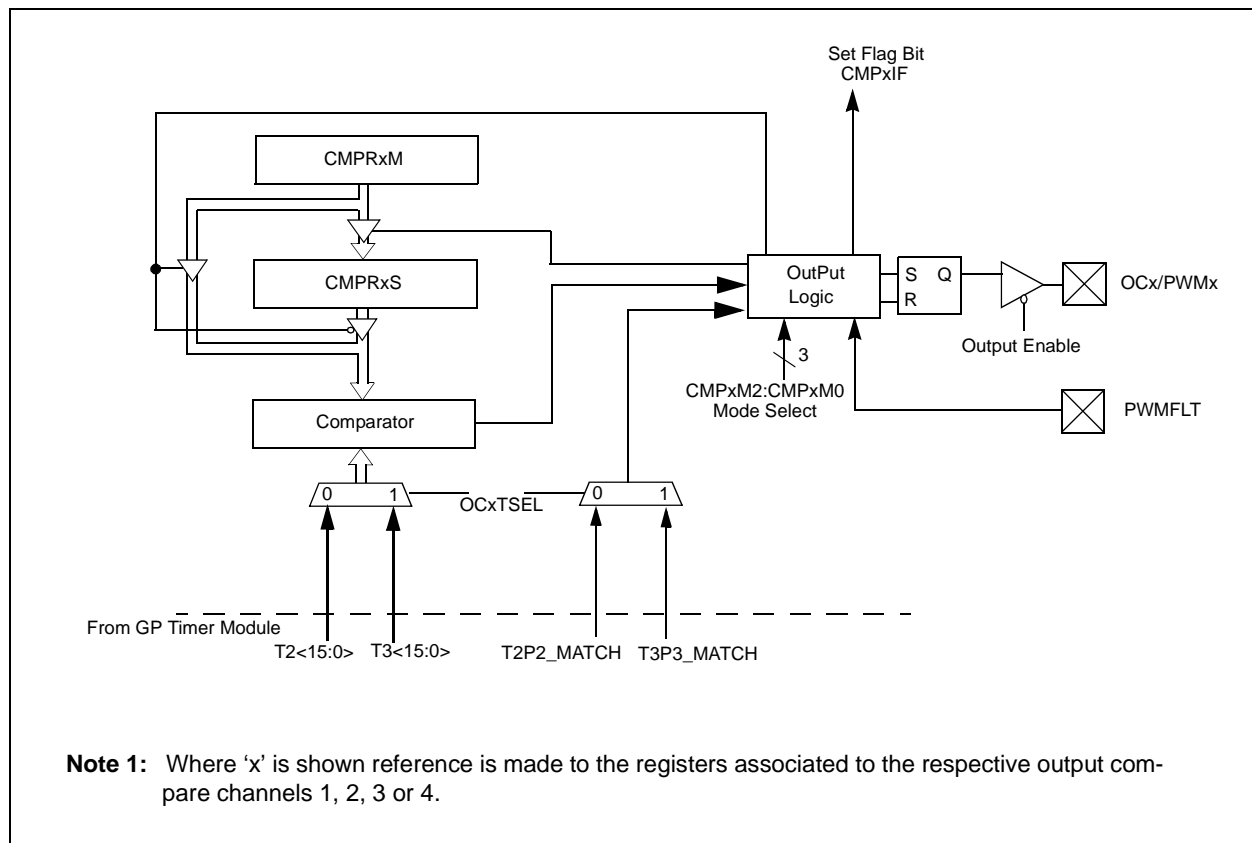 Set Flag Bit
CMPxIF
CMPRxM
CMPRxS
OutPut
Logic
S Q
R
OCx/PWMx
Output Enable
3
CMPxM2:CMPxM0
Mode Select
PWMFLT
Comparator
0 1
OCxTSEL
0 1
From GP Timer Module
T2<15:0> T3<15:0> T2P2_MATCH T3P3_MATCH
Note 1: Where ‘x’ is shown reference is made to the registers associated to the respective output com-
pare channels 1, 2, 3 or 4.